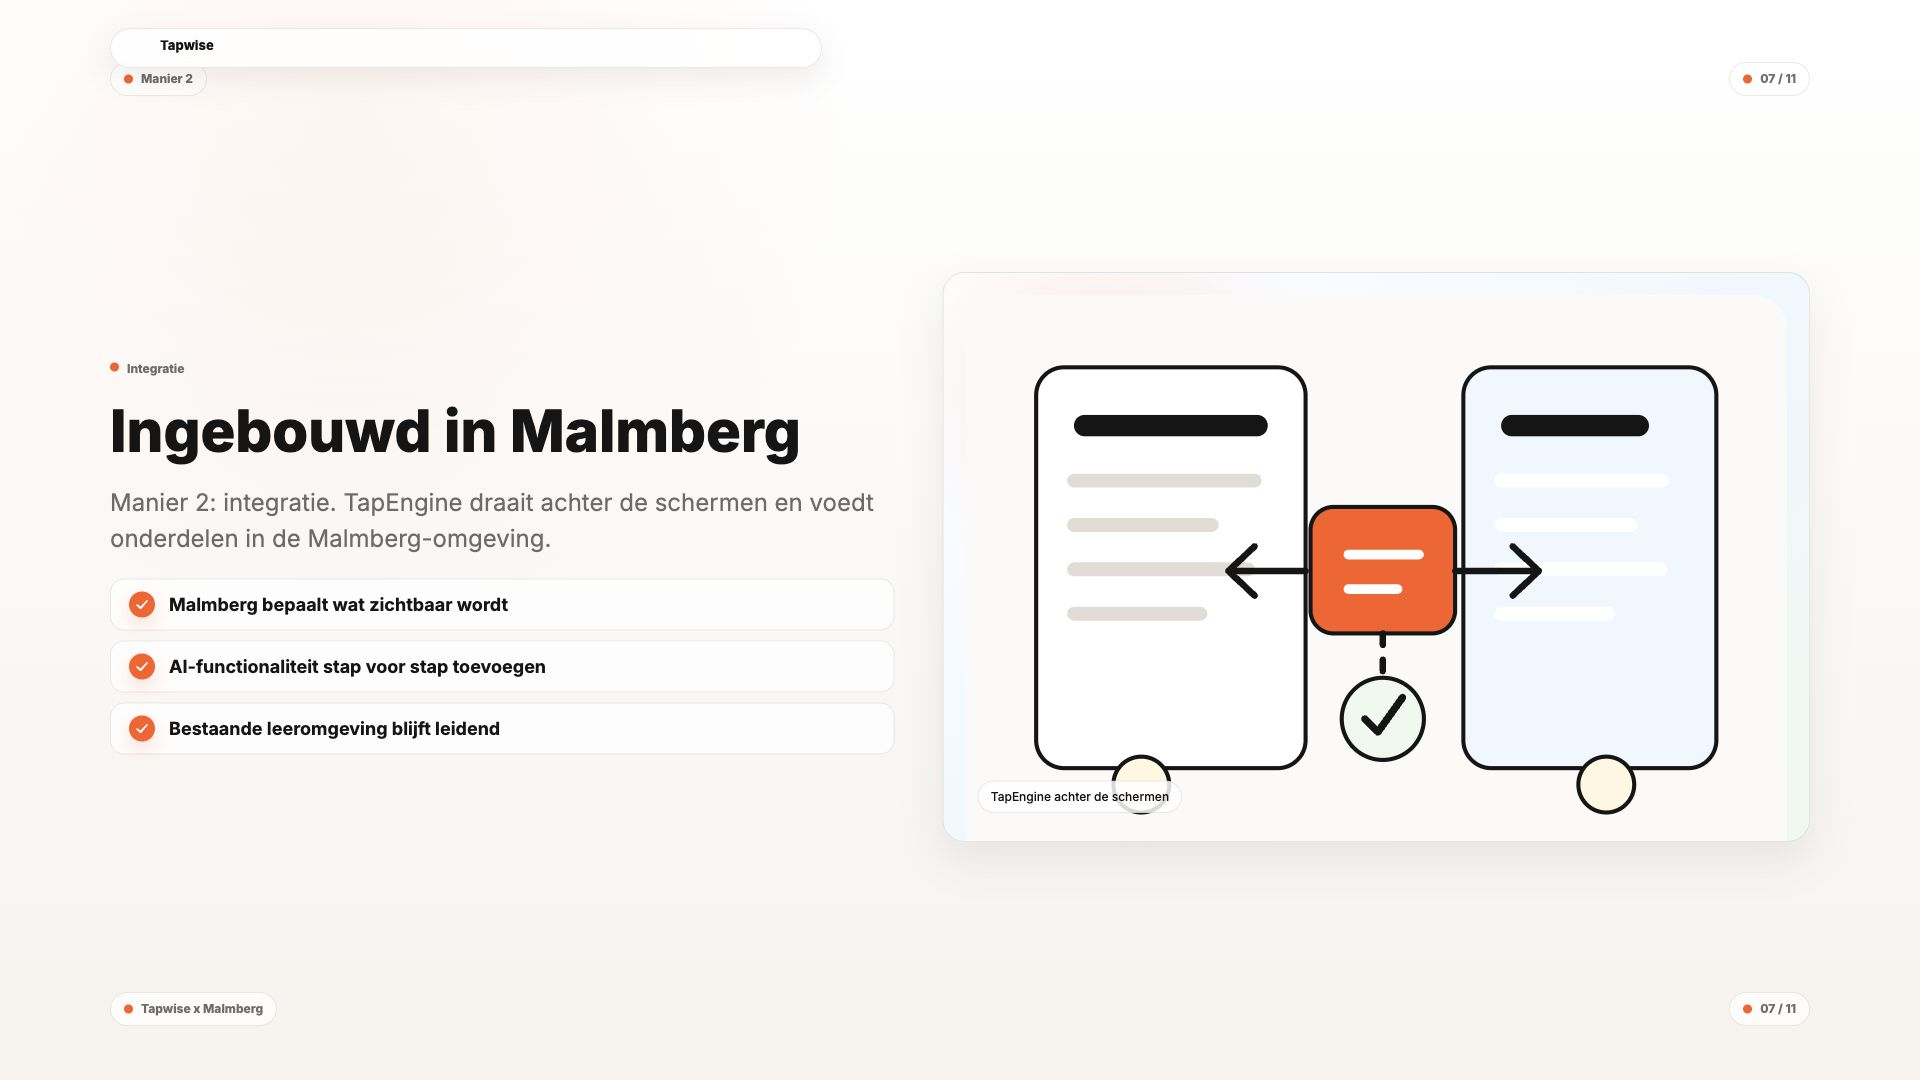 Tapwise
Manier 2
07 / 11
Integratie
Ingebouwd in Malmberg
Manier 2: integratie. TapEngine draait achter de schermen en voedt
onderdelen in de Malmberg-omgeving.
Malmberg bepaalt wat zichtbaar wordt
AI-functionaliteit stap voor stap toevoegen
Bestaande leeromgeving blijft leidend
TapEngine achter de schermen
Tapwise x Malmberg
07 / 11